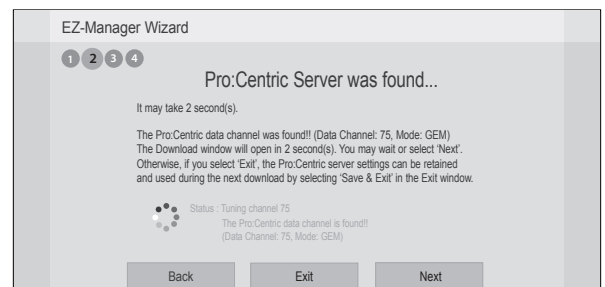 EZ-Manager Wizard
1 2 3 4
Pro:Centric Server was found...
It may take 2 second(s).
The Pro:Centric data channel was found!! (Data Channel: 75, Mode: GEM)
The Download window will open in 2 second(s). You may wait or select ‘Next’.
Otherwise, if you select ‘Exit’, the Pro:Centric server settings can be retained
and used during the next download by selecting ‘Save & Exit’ in the Exit window.
Status : Tuning channel 75
The Pro:Centric data channel is found!!
(Data Channel: 75, Mode: GEM)
Back Exit Next